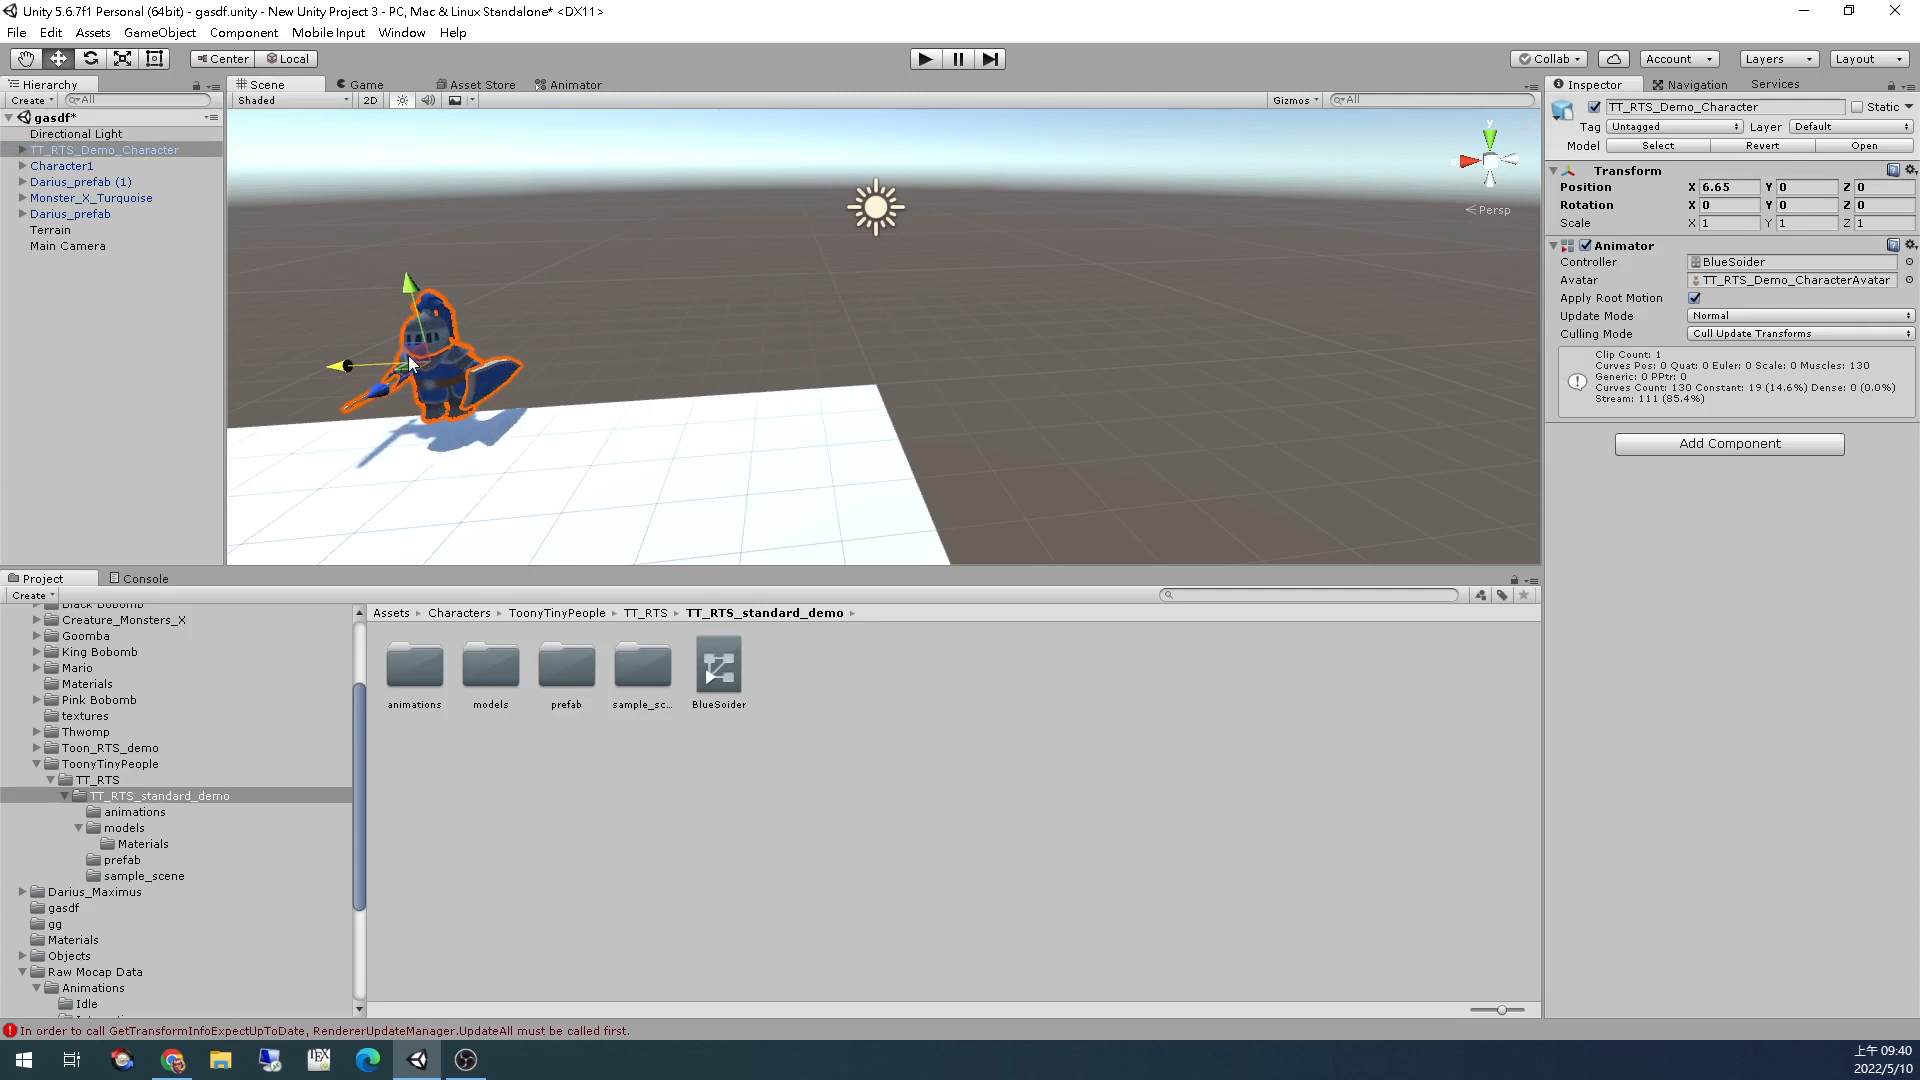 Unity 5.6.7f1 Personal (64bit) - gasdf.unity - New Unity Project 3 - PC, Mac & Linux Standalone* <DX11>
File Edit Assets GameObject Component Mobile Input Window Help
Center Local Collab Account Layers Layout
Hierarchy Scene Game Asset Store Animator Inspector Navigation Services
Create All Shaded 2D Gizmos All
gasdf*
Directional Light
TT_RTS_Demo_Character
Character1
Darius_prefab (1)
Monster_X_Turquoise
Darius_prefab
Terrain
Main Camera
y
Persp
TT_RTS_Demo_Character Static
Tag Untagged Layer Default
Model Select Revert Open
Transform
Position X 6.65 Y 0 Z 0
Rotation X 0 Y 0 Z 0
Scale X 1 Y 1 Z 1
Animator
Controller BlueSoider
Avatar TT_RTS_Demo_CharacterAvatar
Apply Root Motion
Update Mode Normal
Culling Mode Cull Update Transforms
Clip Count: 1
Curves Pos: 0 Quat: 0 Euler: 0 Scale: 0 Muscles: 130
Generic: 0 PPtr: 0
Curves Count: 130 Constant: 19 (14.6%) Dense: 0 (0.0%)
Stream: 111 (85.4%)
Add Component
Project Console
Create
Black Bobomb
Creature_Monsters_X
Goomba
King Bobomb
Mario
Materials
Pink Bobomb
textures
Thwomp
Toon_RTS_demo
ToonyTinyPeople
TT_RTS
TT_RTS_standard_demo
animations
models
Materials
prefab
sample_scene
Darius_Maximus
gasdf
gg
Materials
Objects
Raw Mocap Data
Animations
Idle
Assets Characters ToonyTinyPeople TT_RTS TT_RTS_standard_demo
animations models prefab sample_sc... BlueSoider
In order to call GetTransformInfoExpectUpToDate, RendererUpdateManager.UpdateAll must be called first.
上午 09:40
2022/5/10